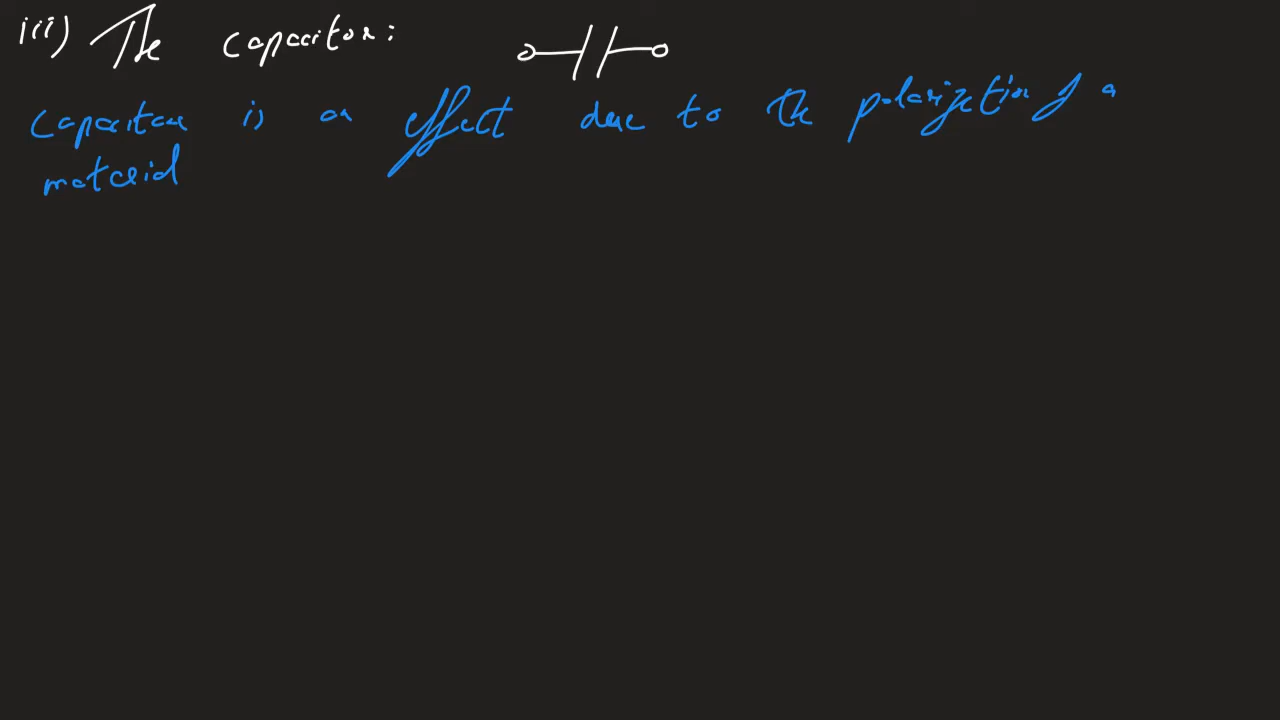 iii) The capacitor:
capacitance is an effect due to the polarization of a
material